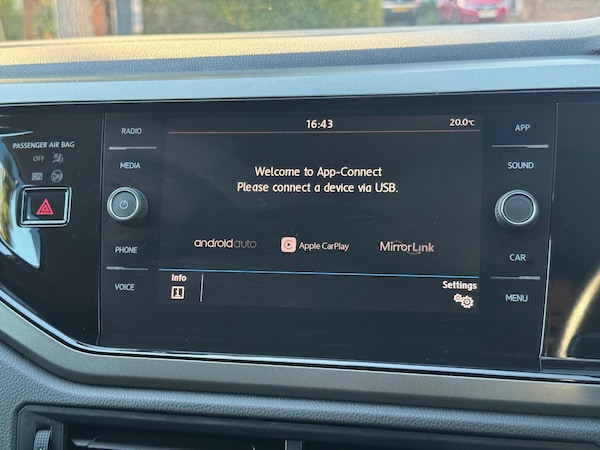 16:43
20.0°C
RADIO
APP
PASSENGER AIR BAG
OFF
ON
MEDIA
SOUND
Welcome to App-Connect
Please connect a device via USB.
androidauto
Apple CarPlay
MirrorLink
PHONE
CAR
Info
Settings
VOICE
MENU